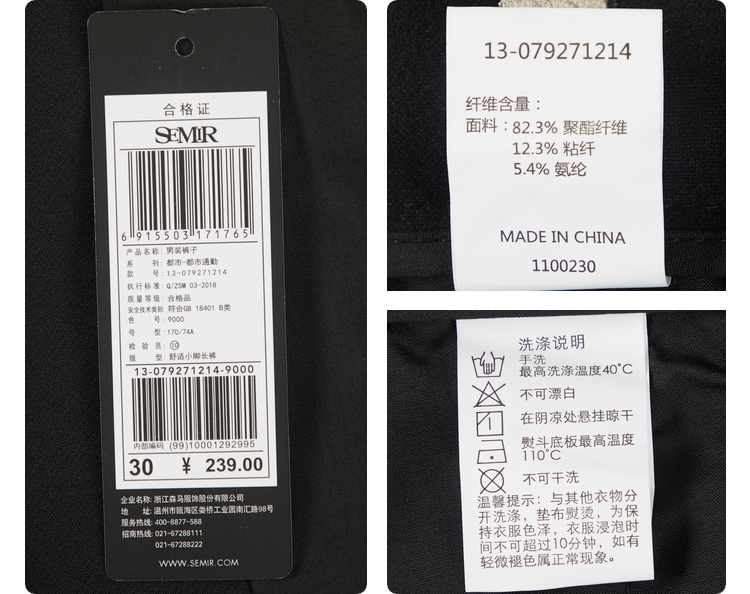 合格证
SEMIR
6 915503 171765
产品名称: 男装裤子
系 列: 都市-都市通勤
款 号: 13-079271214
执行标准: Q/ZSM 03-2018
质量等级: 合格品
安全技术类别: 符合GB 18401 B类
色 号: 9000
号 型: 170/74A
检 验 员: ⑩
版 型: 舒适小脚长裤
13-079271214-9000
内部编码 (99)10001292995
30 ¥ 239.00
企业名称: 浙江森马服饰股份有限公司
地 址: 温州市瓯海区娄桥工业园南汇路98号
服务热线: 400-8877-588
招商热线: 021-67288111
021-67288222
WWW.SEMIR.COM
13-079271214
纤维含量：
面料：82.3% 聚酯纤维
12.3% 粘纤
5.4% 氨纶
MADE IN CHINA
1100230
洗涤说明
手洗
最高洗涤温度40°C
不可漂白
在阴凉处悬挂晾干
熨斗底板最高温度
110°C
不可干洗
温馨提示：与其他衣物分
开洗涤，垫布熨烫，为保
持衣服色泽，衣服浸泡时
间不可超过10分钟，如有
轻微褪色属正常现象。